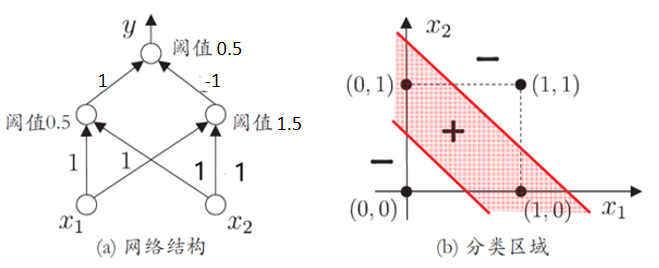 y
阈值 0.5
1
-1
阈值0.5
阈值1.5
1
1
1
1
x₁
x₂
(a) 网络结构
x₂
−
(0, 1)
(1, 1)
+
−
(0, 0)
(1, 0)
x₁
(b) 分类区域